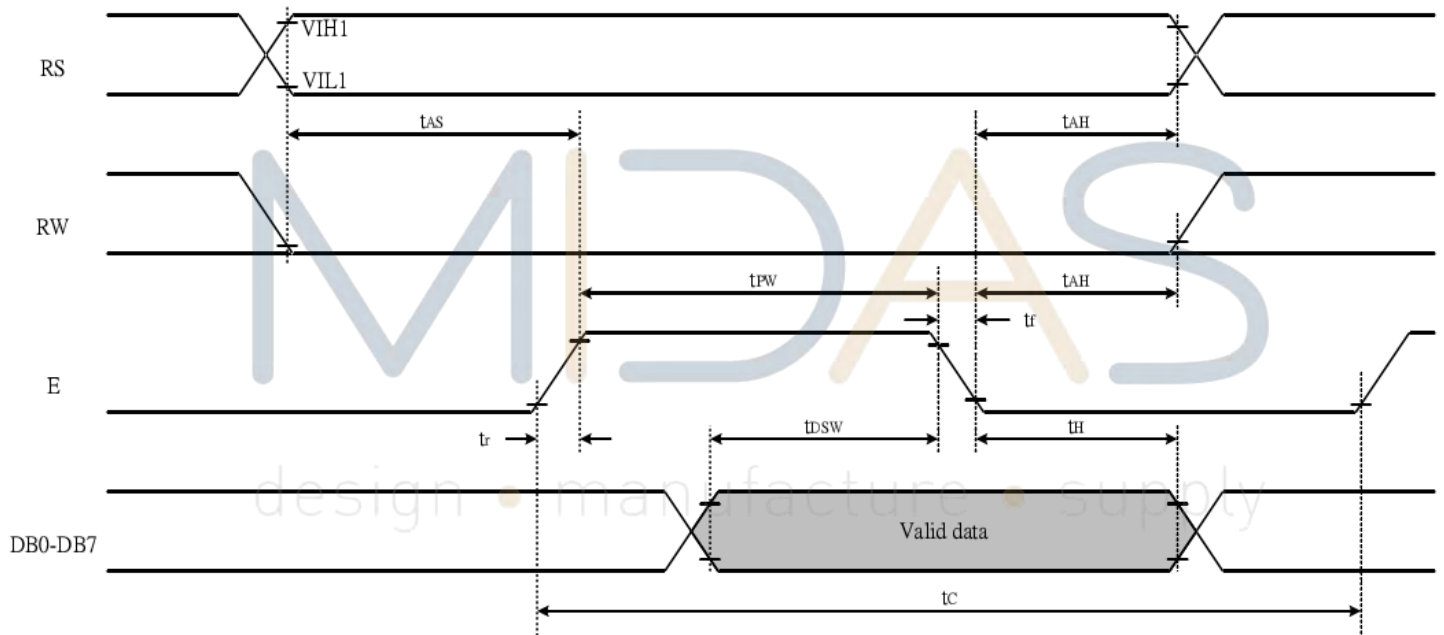 VIH1
RS
VIL1
tAS
tAH
RW
tPW
tAH
tf
E
tr
tDSW
tH
MIDAS
design • manufacture • supply
Valid data
DB0-DB7
tC